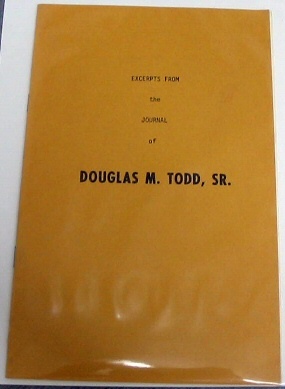 EXCERPTS FROM
the
JOURNAL
of
DOUGLAS M. TODD, SR.